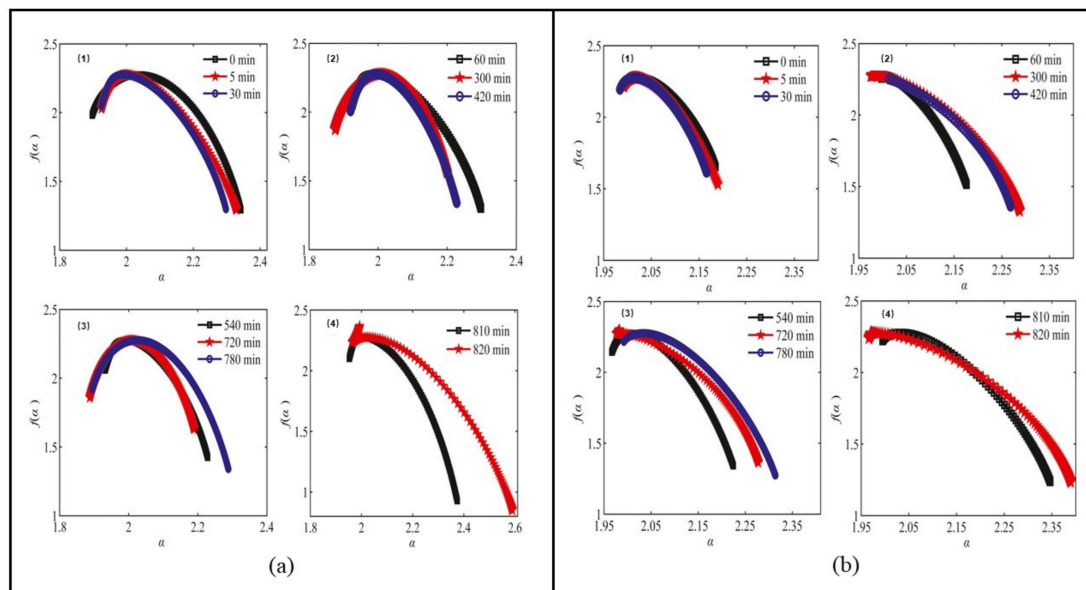 (1)
0 min
5 min
30 min
2.5
2
1.5
1
f(α)
1.8
2
2.2
2.4
α
(2)
60 min
300 min
420 min
2.5
2
1.5
1
f(α)
1.8
2
2.2
2.4
α
(3)
540 min
720 min
780 min
2.5
2
1.5
1
f(α)
1.8
2
2.2
2.4
α
(4)
810 min
820 min
2.5
2
1.5
1
f(α)
1.8
2
2.2
2.4
2.6
α
(a)
(1)
0 min
5 min
30 min
2.5
2
1.5
1
f(α)
1.95
2.05
2.15
2.25
2.35
α
(2)
60 min
300 min
420 min
2.5
2
1.5
1
f(α)
1.95
2.05
2.15
2.25
2.35
α
(3)
540 min
720 min
780 min
2.5
2
1.5
1
f(α)
1.95
2.05
2.15
2.25
2.35
α
(4)
810 min
820 min
2.5
2
1.5
1
f(α)
1.95
2.05
2.15
2.25
2.35
α
(b)